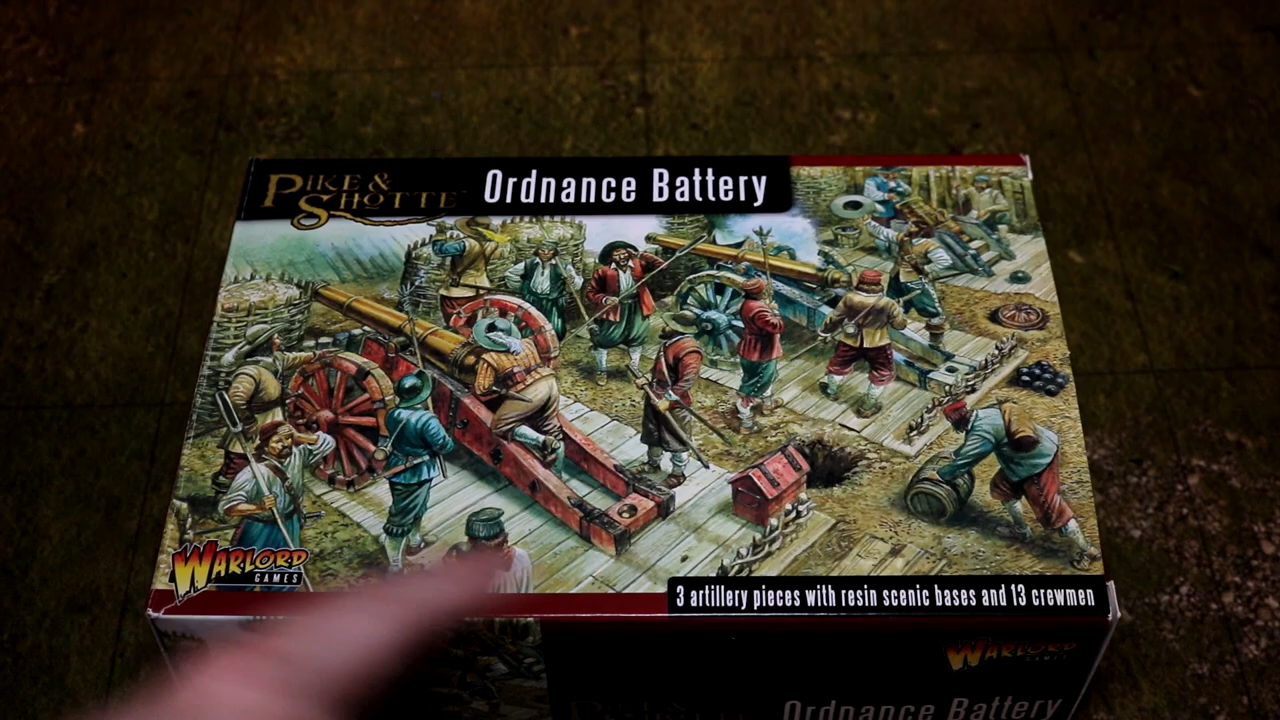 PIKE & SHOTTE
Ordnance Battery
WARLORD
GAMES
3 artillery pieces with resin scenic bases and 13 crewmen
WARLORD
GAMES
Ordnance Battery